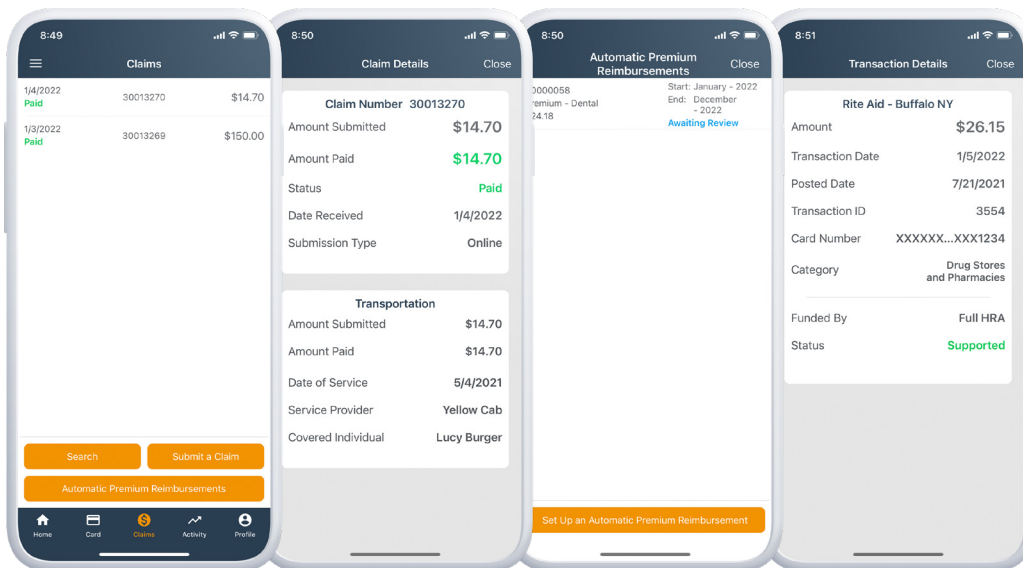 8:49
Claims
1/4/2022
Paid
30013270
$14.70
1/3/2022
Paid
30013269
$150.00
Search
Submit a Claim
Automatic Premium Reimbursements
Home
Card
Claims
Activity
Profile
8:50
Claim Details
Close
Claim Number 30013270
Amount Submitted $14.70
Amount Paid $14.70
Status Paid
Date Received 1/4/2022
Submission Type Online
Transportation
Amount Submitted $14.70
Amount Paid $14.70
Date of Service 5/4/2021
Service Provider Yellow Cab
Covered Individual Lucy Burger
8:50
Automatic Premium
Reimbursements
Close
0000058
remium - Dental
24.18
Start: January - 2022
End: December
- 2022
Awaiting Review
Set Up an Automatic Premium Reimbursement
8:51
Transaction Details
Close
Rite Aid - Buffalo NY
Amount $26.15
Transaction Date 1/5/2022
Posted Date 7/21/2021
Transaction ID 3554
Card Number XXXXXX...XXX1234
Category Drug Stores
and Pharmacies
Funded By Full HRA
Status Supported